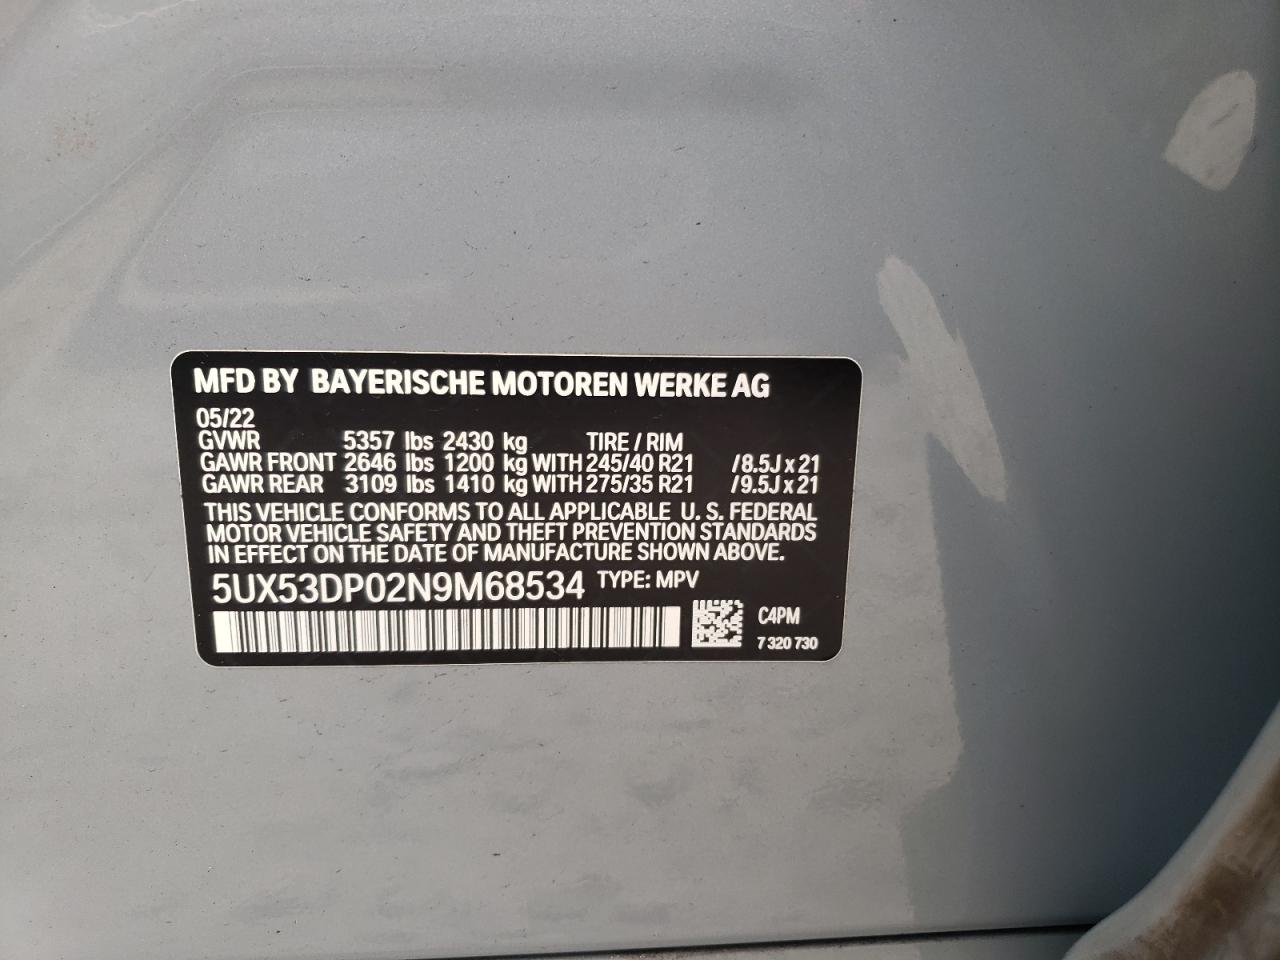 MFD BY BAYERISCHE MOTOREN WERKE AG
05/22
GVWR 5357 lbs 2430 kg TIRE / RIM
GAWR FRONT 2646 lbs 1200 kg WITH 245/40 R21 /8.5J x 21
GAWR REAR 3109 lbs 1410 kg WITH 275/35 R21 /9.5J x 21
THIS VEHICLE CONFORMS TO ALL APPLICABLE U. S. FEDERAL
MOTOR VEHICLE SAFETY AND THEFT PREVENTION STANDARDS
IN EFFECT ON THE DATE OF MANUFACTURE SHOWN ABOVE.
5UX53DP02N9M68534 TYPE: MPV
C4PM
7 320 730